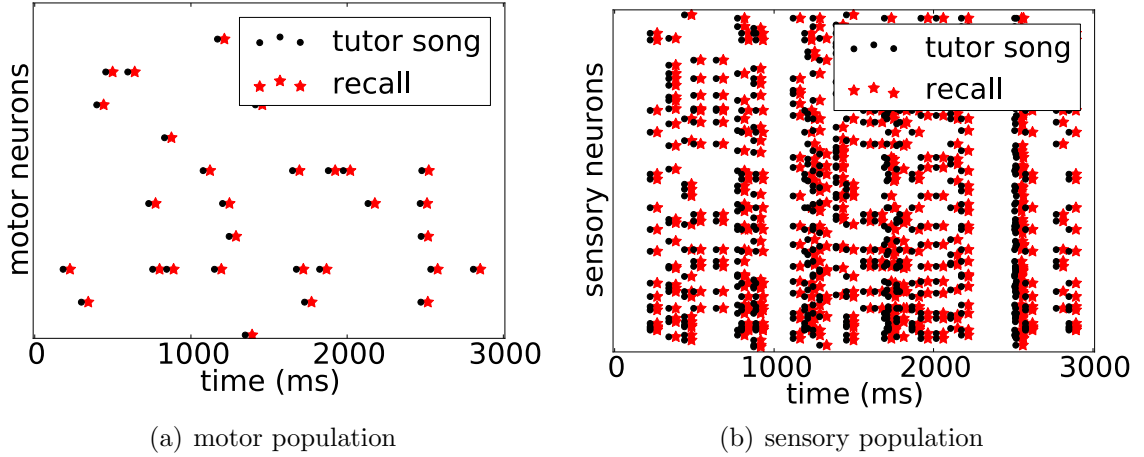 motor neurons
tutor song
recall
0 1000 2000 3000
time (ms)
(a) motor population
sensory neurons
tutor song
recall
0 1000 2000 3000
time (ms)
(b) sensory population